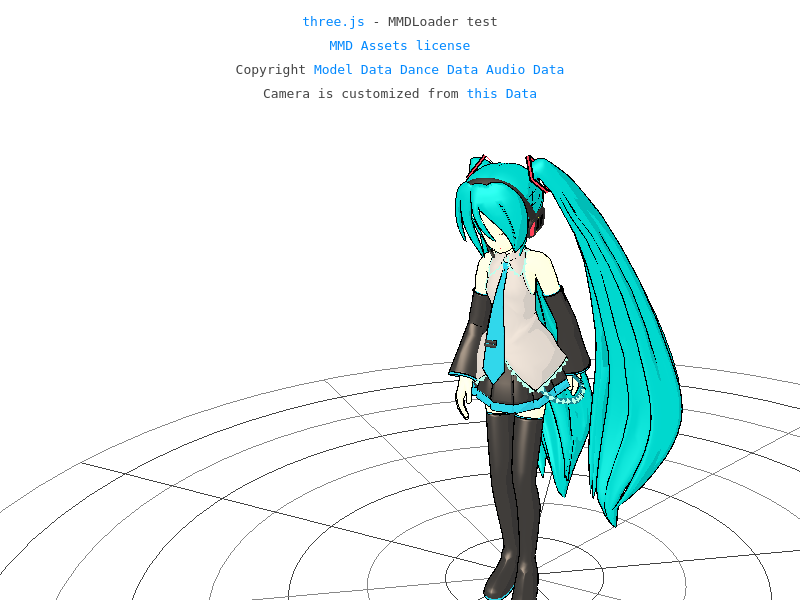 three.js - MMDLoader test
MMD Assets license
Copyright Model Data Dance Data Audio Data
Camera is customized from this Data